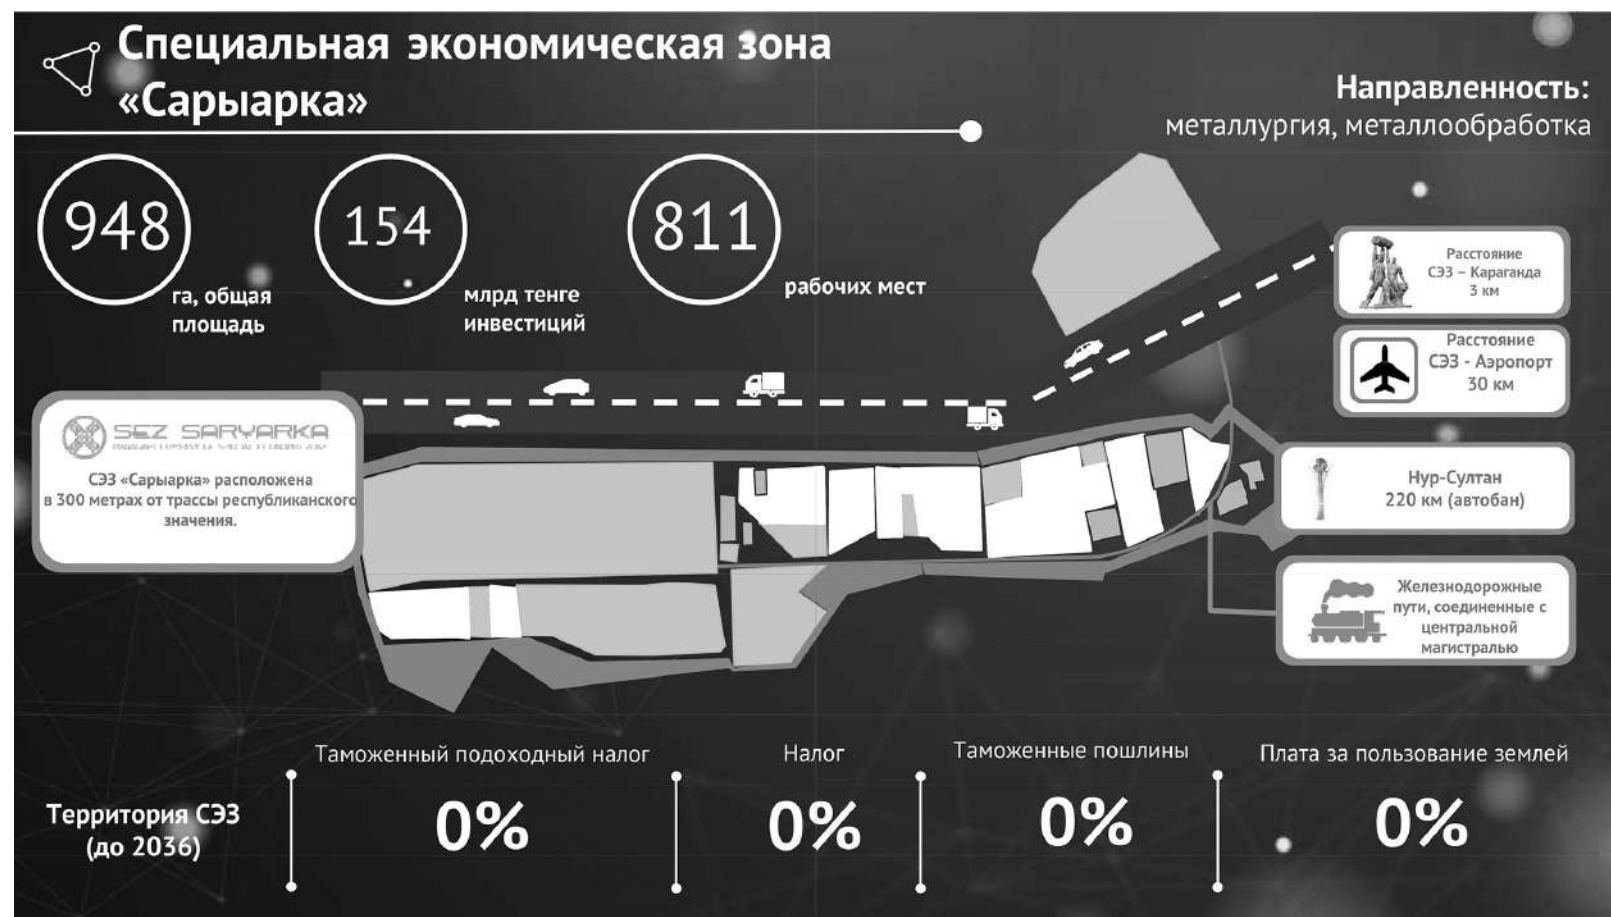 Специальная экономическая зона
«Сарыарка»
Направленность:
металлургия, металлообработка
948
га, общая
площадь
154
млрд тенге
инвестиций
811
рабочих мест
Расстояние
СЭЗ – Караганда
3 км
Расстояние
СЭЗ - Аэропорт
30 км
SEZ SARYARKA
СЭЗ «Сарыарка» расположена
в 300 метрах от трассы республиканского
значения.
Нур-Султан
220 км (автобан)
Железнодорожные
пути, соединенные с
центральной
магистралью
Территория СЭЗ
(до 2036)
Таможенный подоходный налог
0%
Налог
0%
Таможенные пошлины
0%
Плата за пользование землей
0%